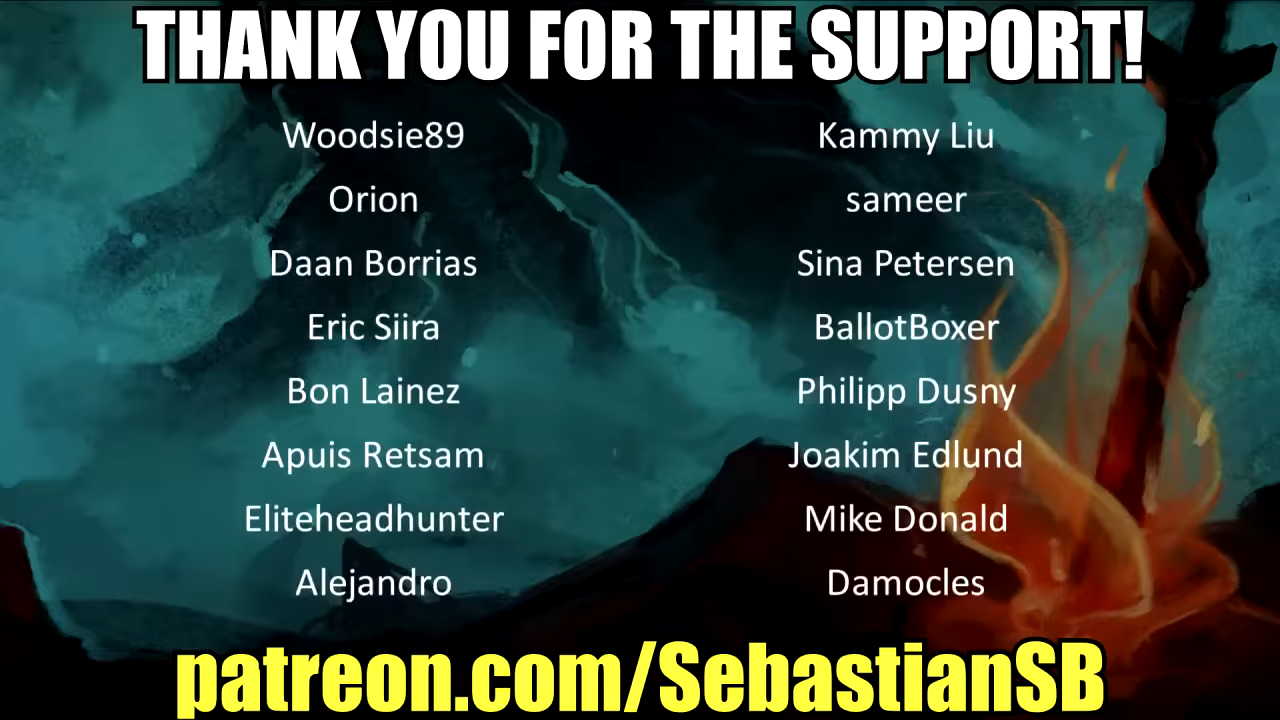 THANK YOU FOR THE SUPPORT!
Woodsie89
Orion
Daan Borrias
Eric Siira
Bon Lainez
Apuis Retsam
Eliteheadhunter
Alejandro
Kammy Liu
sameer
Sina Petersen
BallotBoxer
Philipp Dusny
Joakim Edlund
Mike Donald
Damocles
patreon.com/SebastianSB